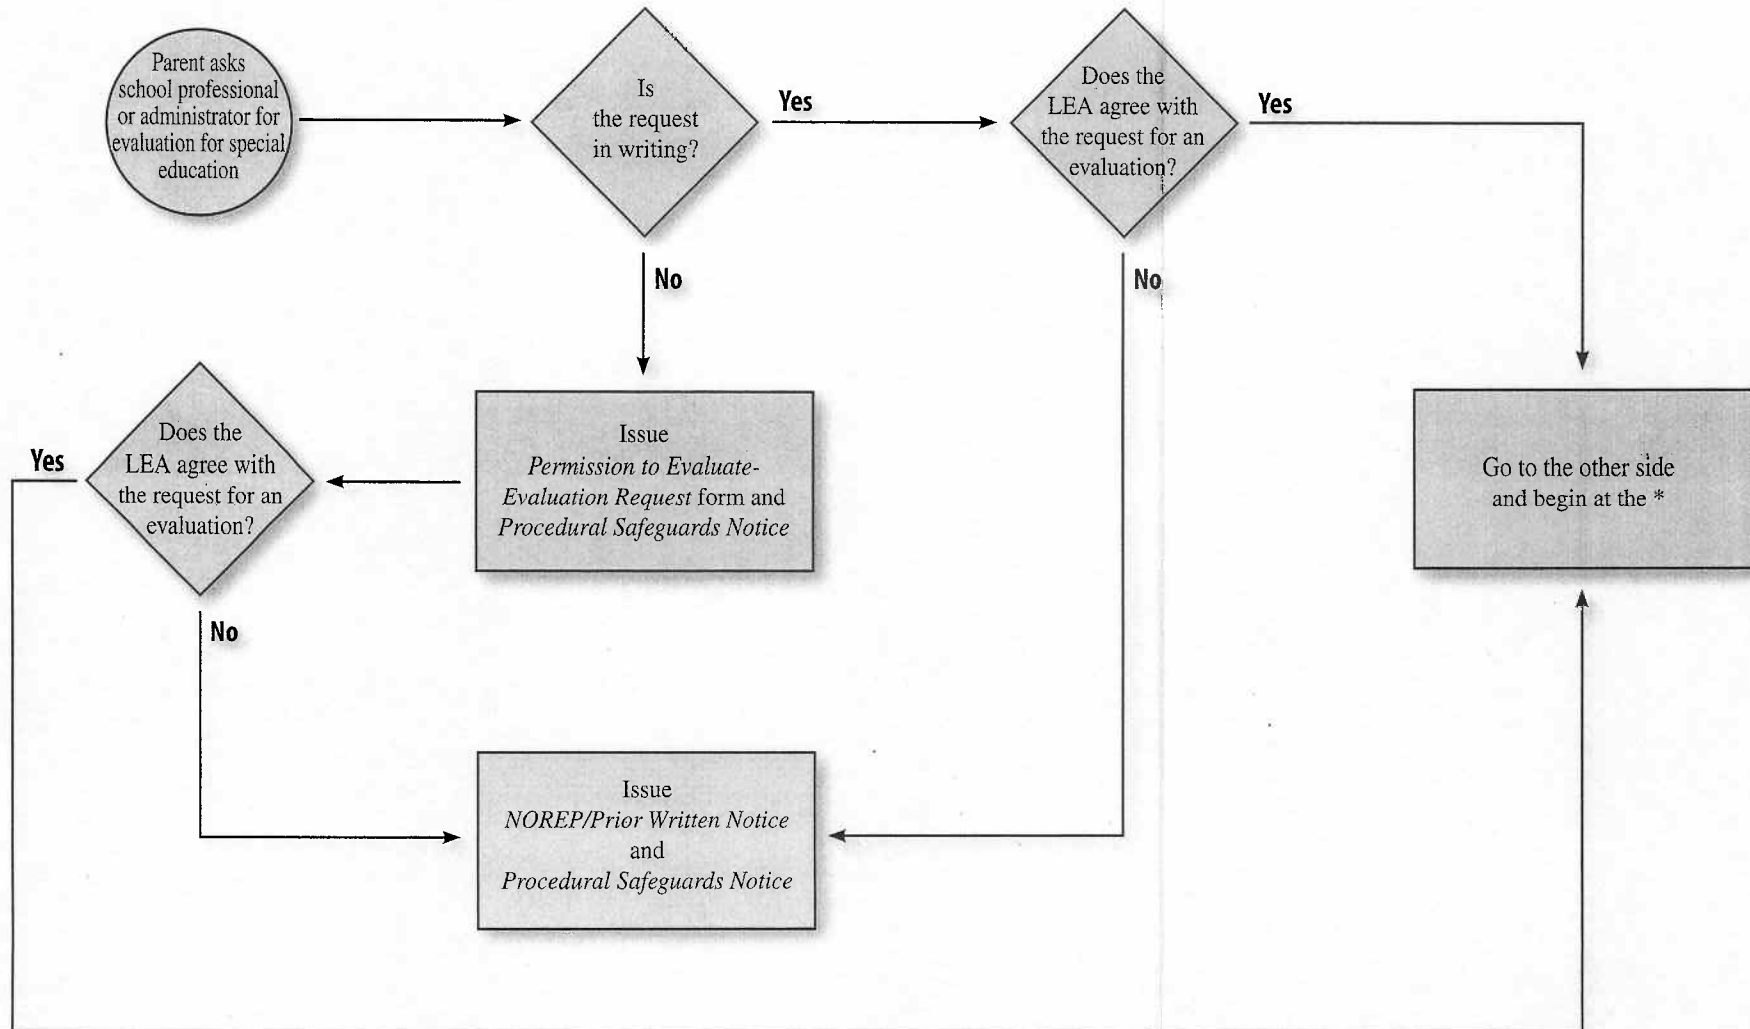 Parent asks
school professional
or administrator for
evaluation for special
education
Is
the request
in writing?
Yes
Does the
LEA agree with
the request for an
evaluation?
Yes
No
No
Does the
LEA agree with
the request for an
evaluation?
Yes
Issue
Permission to Evaluate-
Evaluation Request form and
Procedural Safeguards Notice
Go to the other side
and begin at the *
No
Issue
NOREP/Prior Written Notice
and
Procedural Safeguards Notice